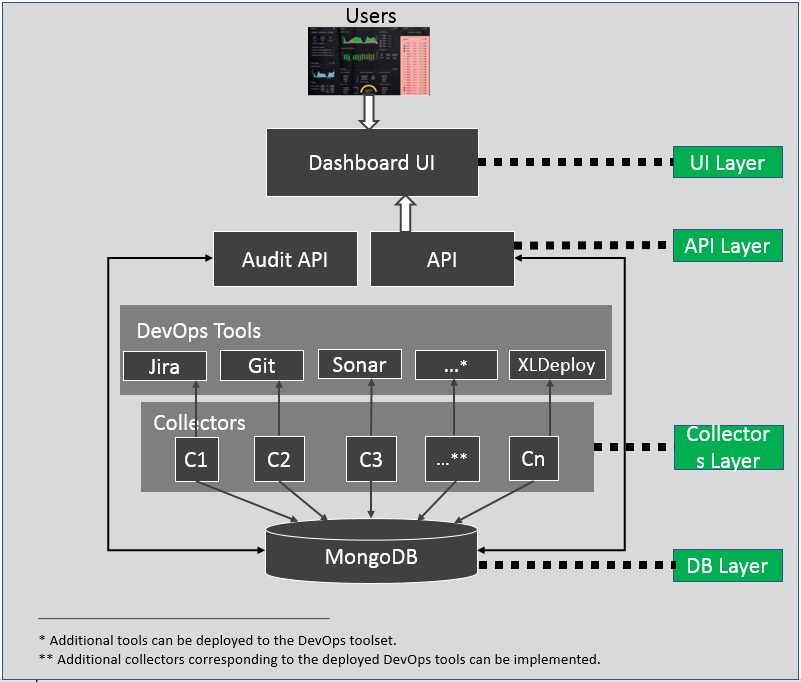 Users
Dashboard UI
UI Layer
Audit API
API
API Layer
DevOps Tools
Jira
Git
Sonar
...*
XLDeploy
Collectors
C1
C2
C3
...**
Cn
Collector
s Layer
MongoDB
DB Layer
* Additional tools can be deployed to the DevOps toolset.
** Additional collectors corresponding to the deployed DevOps tools can be implemented.